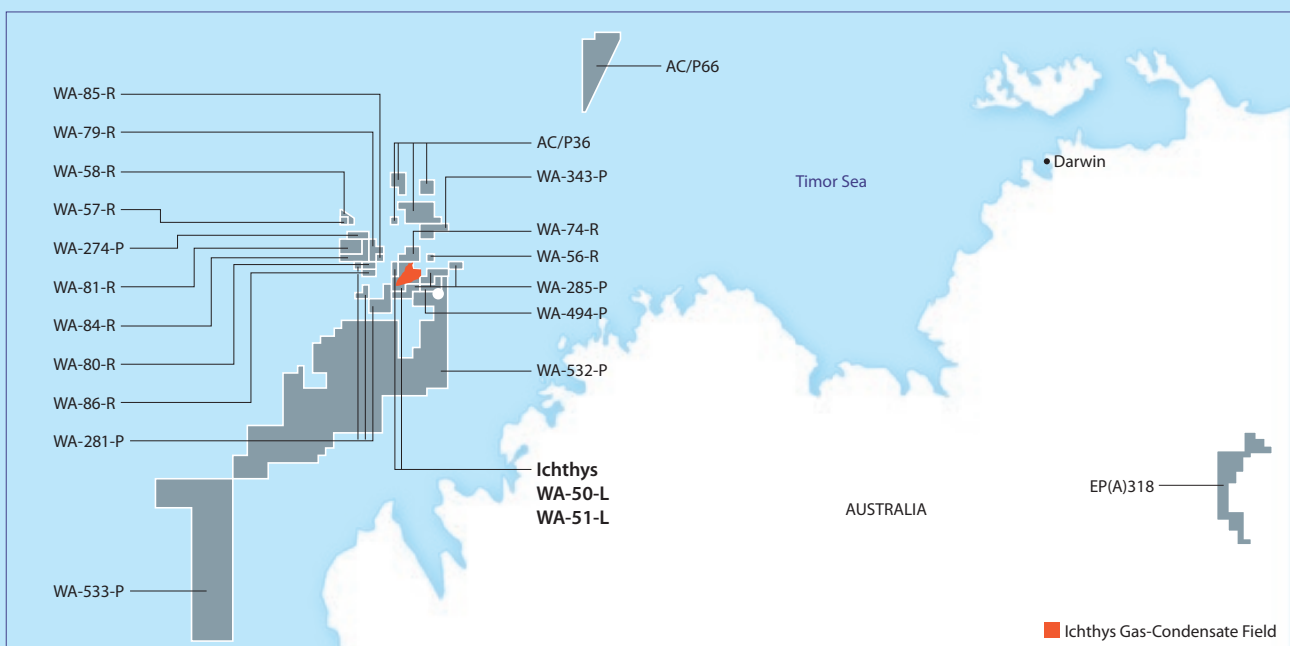 AC/P66
WA-85-R
WA-79-R
WA-58-R
WA-57-R
WA-274-P
WA-81-R
WA-84-R
WA-80-R
WA-86-R
WA-281-P
WA-533-P
AC/P36
WA-343-P
WA-74-R
WA-56-R
WA-285-P
WA-494-P
WA-532-P
Ichthys
WA-50-L
WA-51-L
Timor Sea
Darwin
AUSTRALIA
EP(A)318
Ichthys Gas-Condensate Field